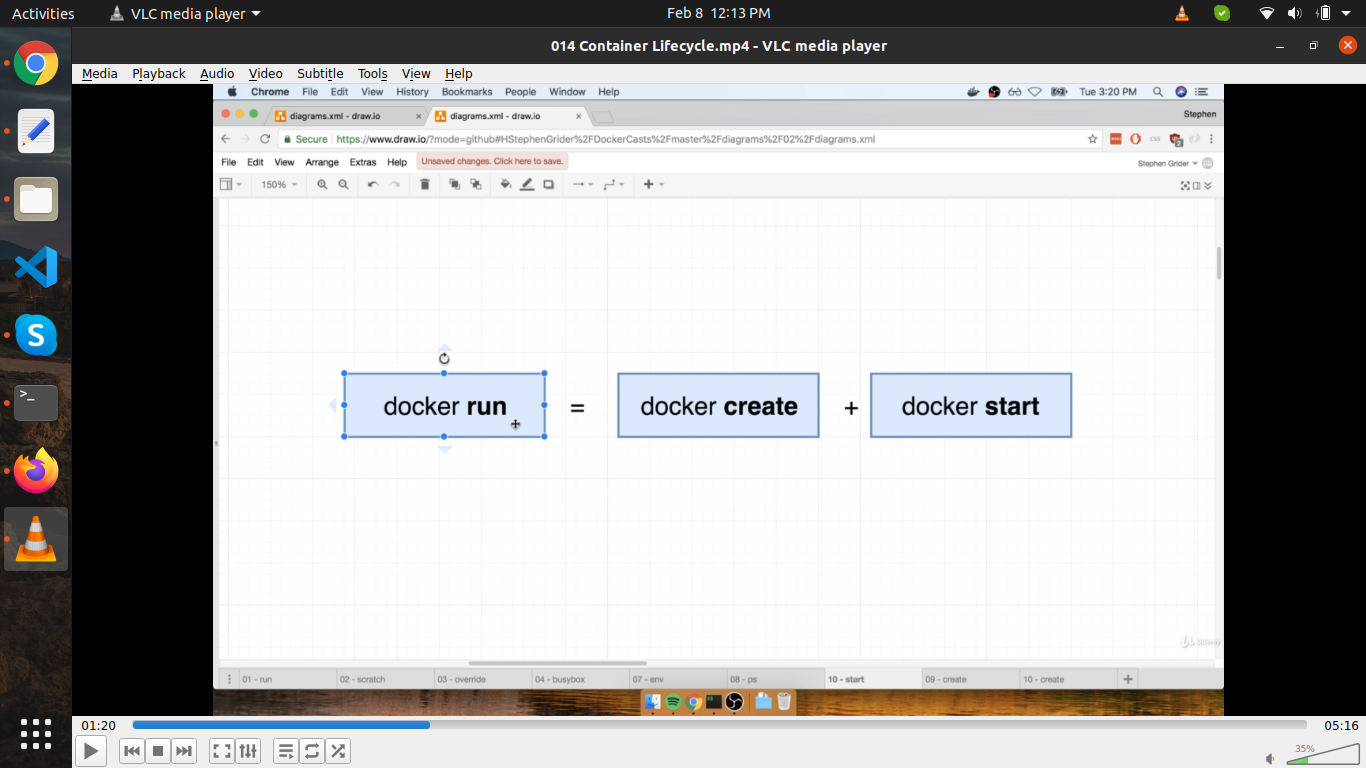 Activities VLC media player Feb 8 12:13 PM
014 Container Lifecycle.mp4 - VLC media player
Media Playback Audio Video Subtitle Tools View Help
Chrome File Edit View History Bookmarks People Window Help Tue 3:20 PM
diagrams.xml - draw.io diagrams.xml - draw.io Stephen
Secure https://www.draw.io/?mode=github#HStephenGrider%2FDockerCasts%2Fmaster%2Fdiagrams%2F02%2Fdiagrams.xml
File Edit View Arrange Extras Help Unsaved changes. Click here to save. Stephen Grider
150%
docker run = docker create + docker start
Udemy
01 - run 02 - scratch 03 - override 04 - busybox 07 - env 08 - ps 10 - start 09 - create 10 - create
01:20 05:16
35%